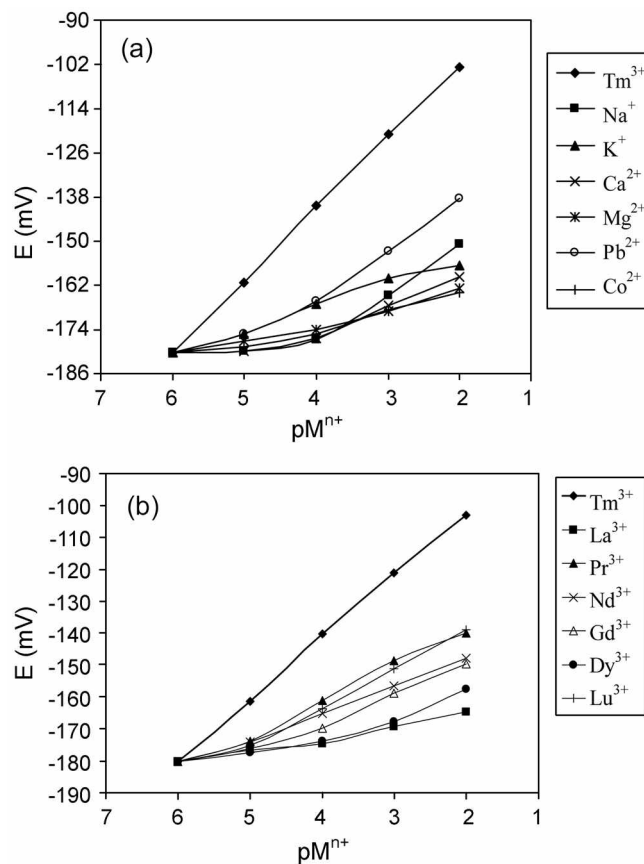 (a)
-90
-102
-114
-126
-138
-150
-162
-174
-186
E (mV)
7 6 5 4 3 2 1
pMⁿ⁺
Tm³⁺
Na⁺
K⁺
Ca²⁺
Mg²⁺
Pb²⁺
Co²⁺
(b)
-90
-100
-110
-120
-130
-140
-150
-160
-170
-180
-190
E (mV)
7 6 5 4 3 2 1
pMⁿ⁺
Tm³⁺
La³⁺
Pr³⁺
Nd³⁺
Gd³⁺
Dy³⁺
Lu³⁺